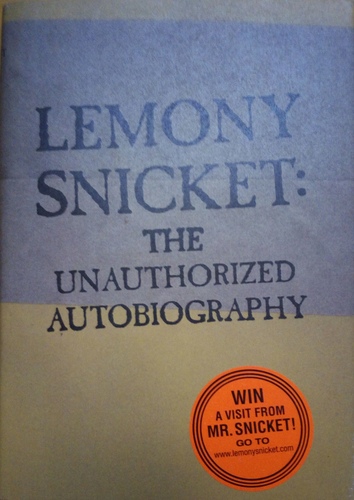 LEMONY
SNICKET:
THE
UNAUTHORIZED
AUTOBIOGRAPHY
WIN
A VISIT FROM
MR. SNICKET!
GO TO
www.lemonysnicket.com